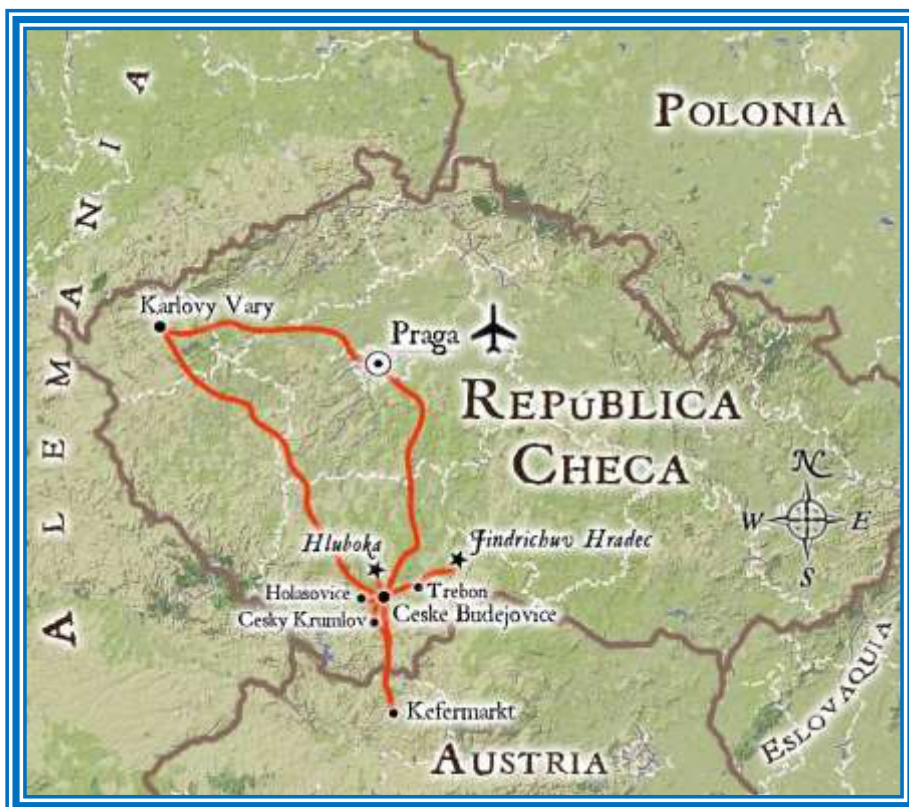 POLONIA
ALEMANIA
Karlovy Vary
Praga
REPÚBLICA
CHECA
N
W E
S
Hluboka
Jindrichuv Hradec
Holasovice
Trebon
Cesky Krumlov
Ceske Budejovice
Kefermarkt
AUSTRIA
ESLOVAQUIA